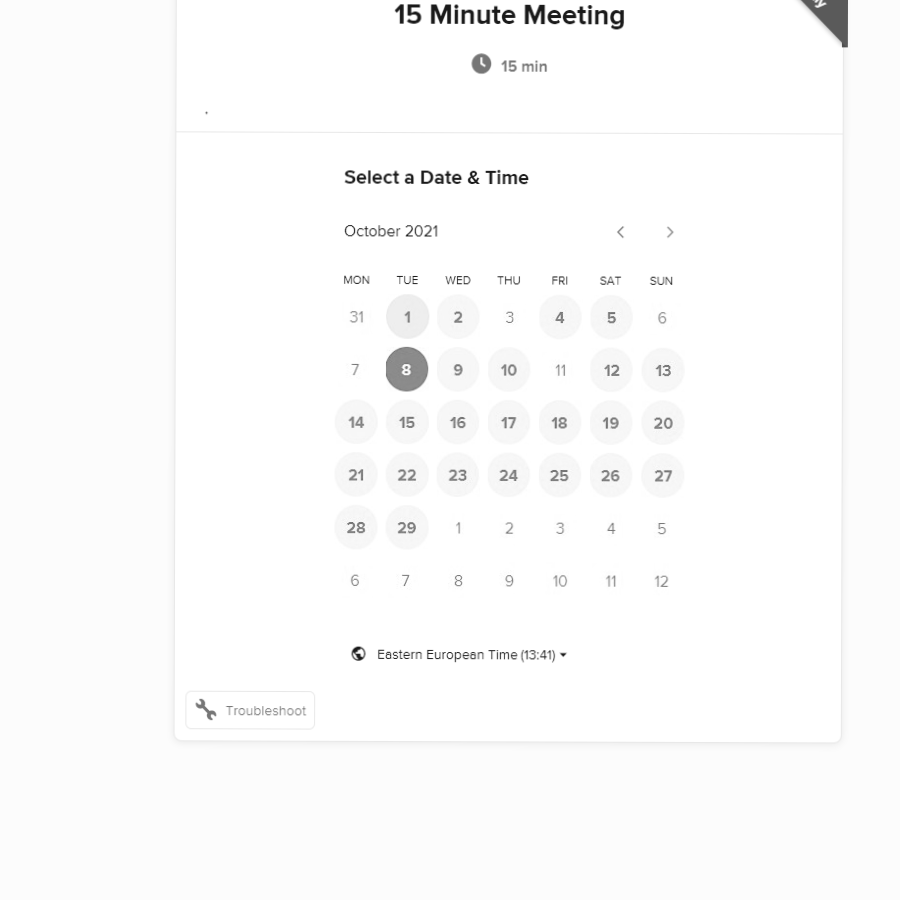 15 Minute Meeting
15 min
.
Select a Date & Time
October 2021
MON TUE WED THU FRI SAT SUN
31 1 2 3 4 5 6
7 8 9 10 11 12 13
14 15 16 17 18 19 20
21 22 23 24 25 26 27
28 29 1 2 3 4 5
6 7 8 9 10 11 12
Eastern European Time (13:41)
Troubleshoot